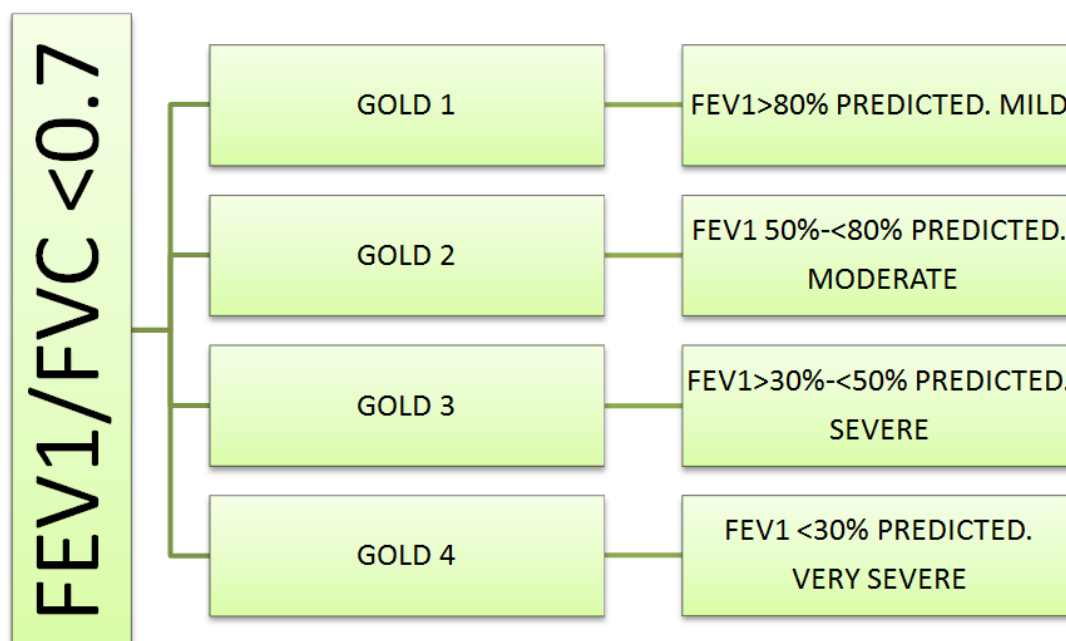 FEV1/FVC <0.7
GOLD 1
FEV1>80% PREDICTED. MILD
GOLD 2
FEV1 50%-<80% PREDICTED.
MODERATE
GOLD 3
FEV1>30%-<50% PREDICTED.
SEVERE
GOLD 4
FEV1 <30% PREDICTED.
VERY SEVERE